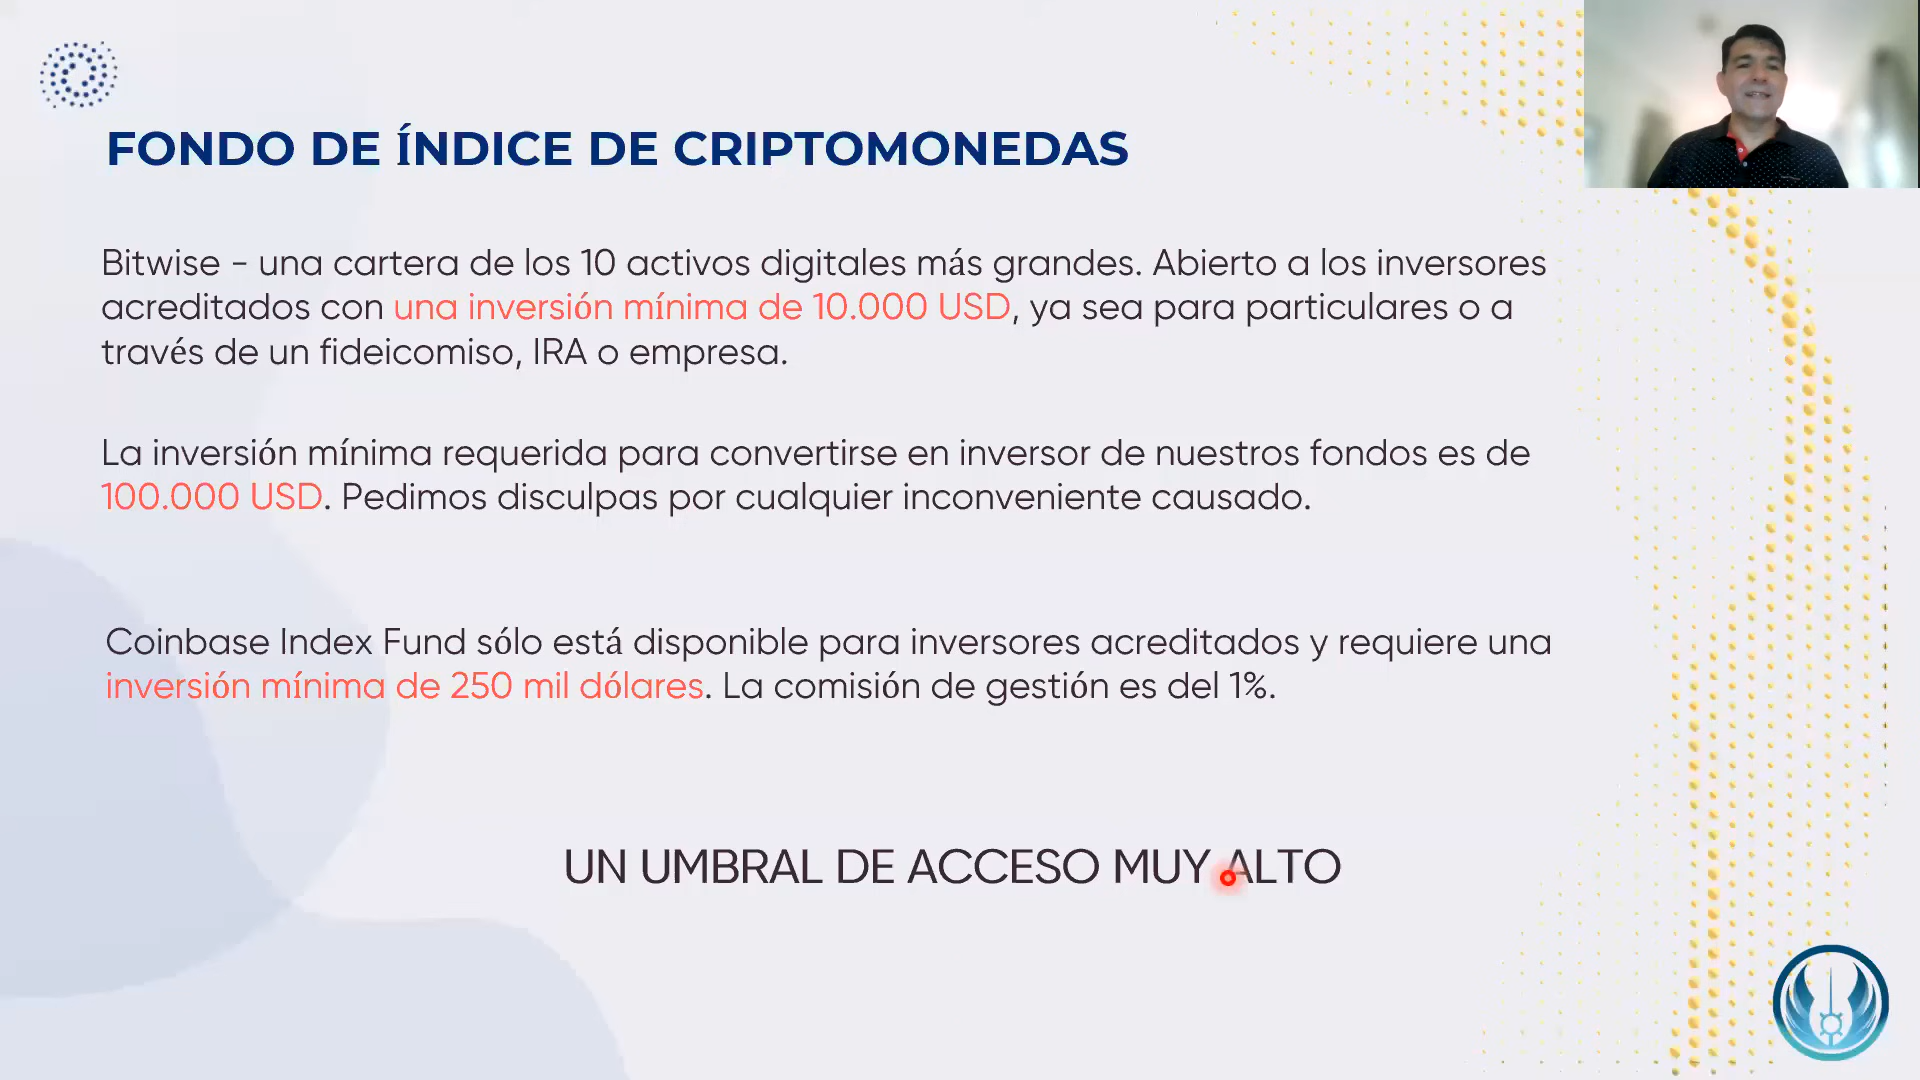 FONDO DE ÍNDICE DE CRIPTOMONEDAS
Bitwise - una cartera de los 10 activos digitales más grandes. Abierto a los inversores
acreditados con una inversión mínima de 10.000 USD, ya sea para particulares o a
través de un fideicomiso, IRA o empresa.
La inversión mínima requerida para convertirse en inversor de nuestros fondos es de
100.000 USD. Pedimos disculpas por cualquier inconveniente causado.
Coinbase Index Fund sólo está disponible para inversores acreditados y requiere una
inversión mínima de 250 mil dólares. La comisión de gestión es del 1%.
UN UMBRAL DE ACCESO MUY ALTO